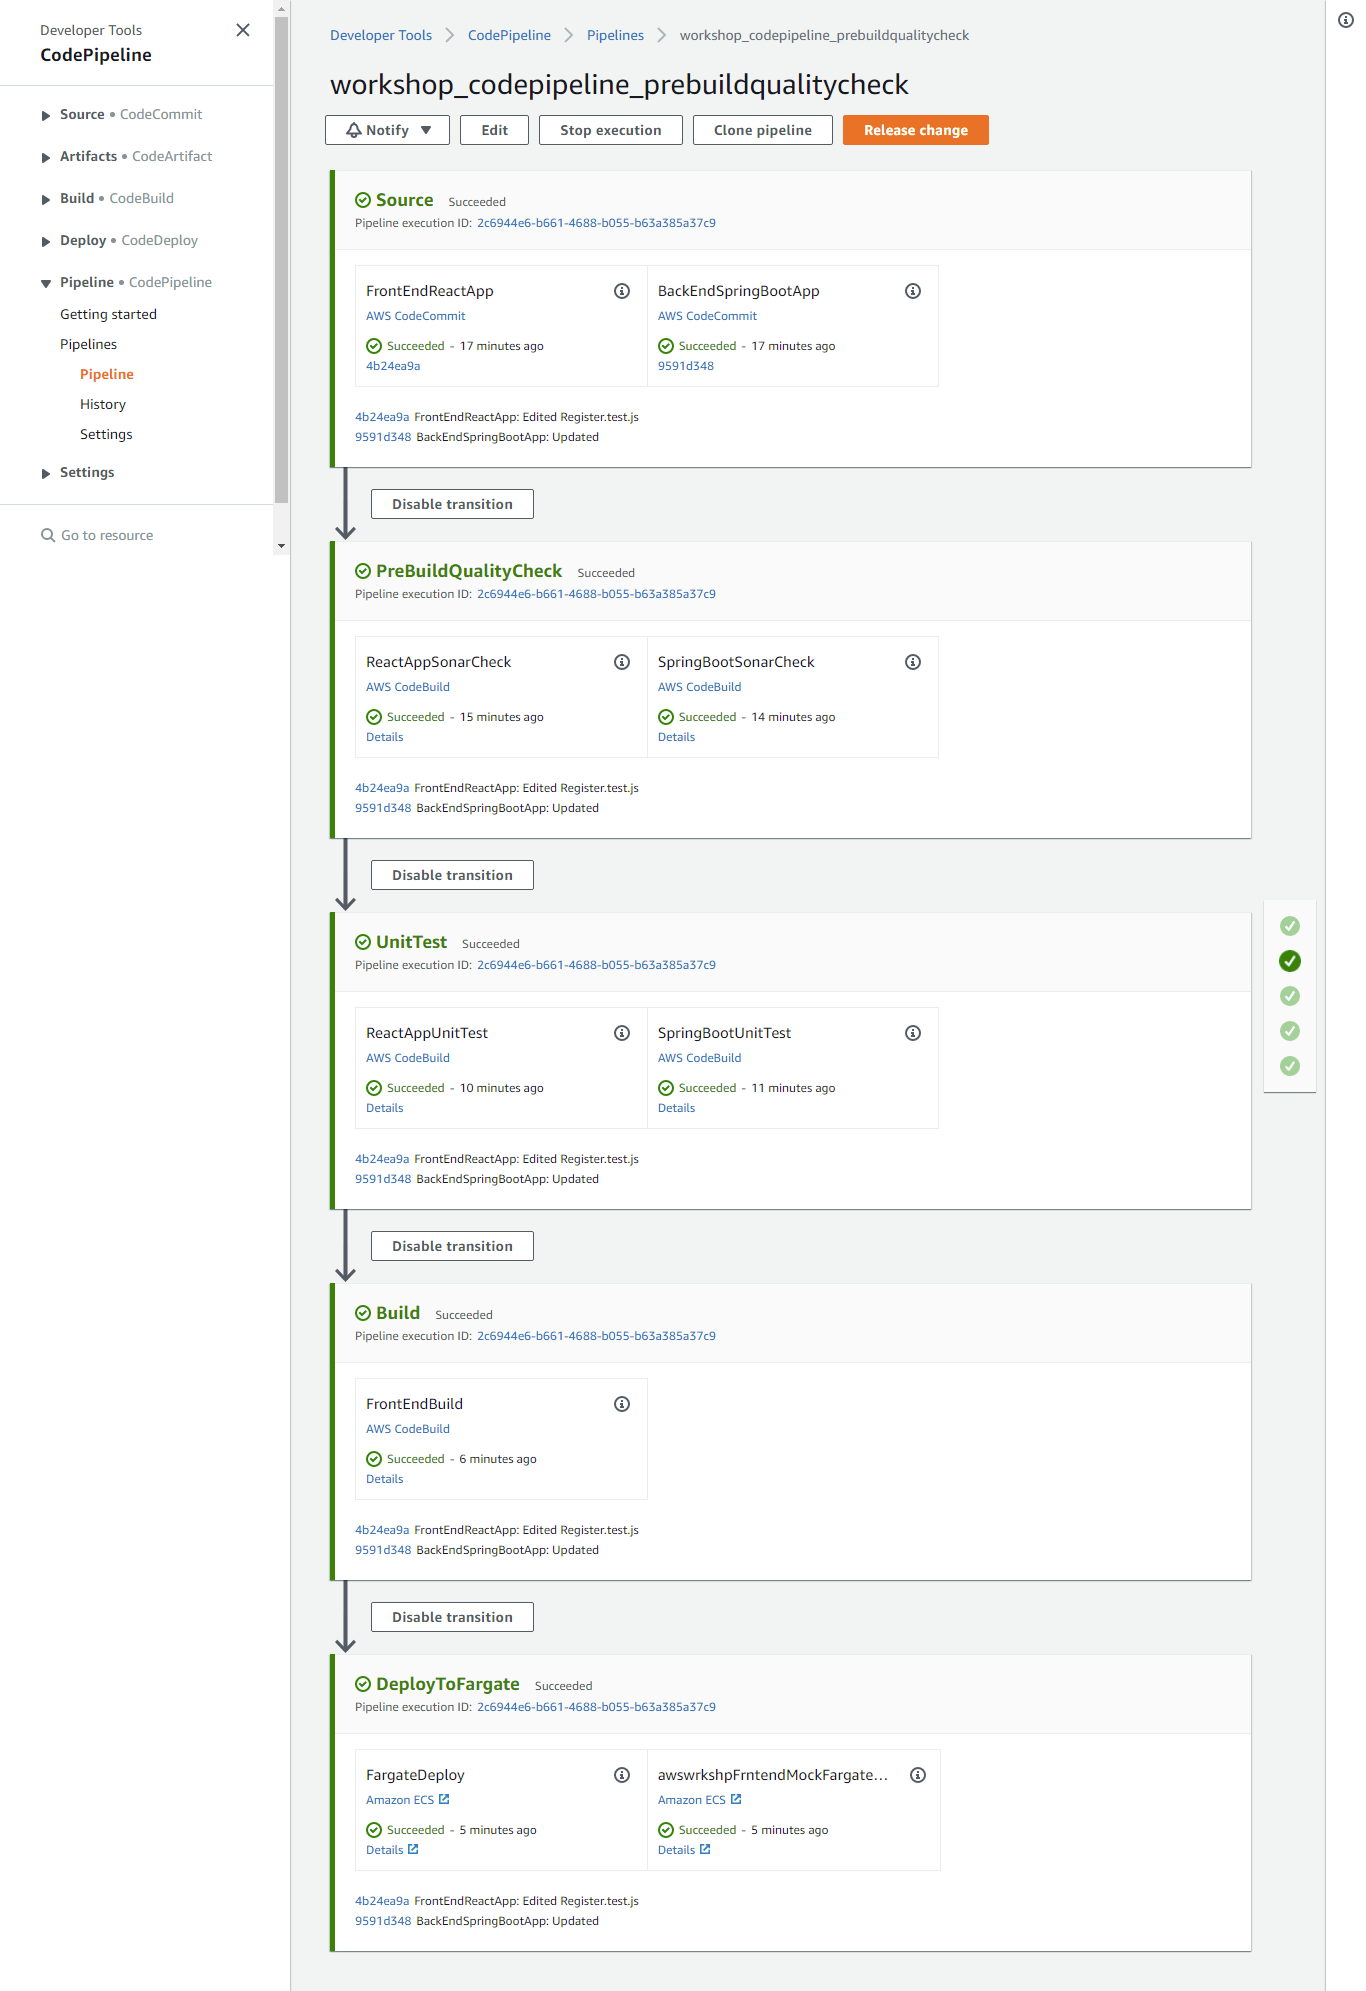 Developer Tools
CodePipeline
Source • CodeCommit
Artifacts • CodeArtifact
Build • CodeBuild
Deploy • CodeDeploy
Pipeline • CodePipeline
Getting started
Pipelines
Pipeline
History
Settings
Settings
Go to resource
Developer Tools > CodePipeline > Pipelines > workshop_codepipeline_prebuildqualitycheck
workshop_codepipeline_prebuildqualitycheck
Notify Edit Stop execution Clone pipeline Release change
Source Succeeded
Pipeline execution ID: 2c6944e6-b661-4688-b055-b63a385a37c9
FrontEndReactApp
AWS CodeCommit
Succeeded - 17 minutes ago
4b24ea9a
BackEndSpringBootApp
AWS CodeCommit
Succeeded - 17 minutes ago
9591d348
4b24ea9a FrontEndReactApp: Edited Register.test.js
9591d348 BackEndSpringBootApp: Updated
Disable transition
PreBuildQualityCheck Succeeded
Pipeline execution ID: 2c6944e6-b661-4688-b055-b63a385a37c9
ReactAppSonarCheck
AWS CodeBuild
Succeeded - 15 minutes ago
Details
SpringBootSonarCheck
AWS CodeBuild
Succeeded - 14 minutes ago
Details
4b24ea9a FrontEndReactApp: Edited Register.test.js
9591d348 BackEndSpringBootApp: Updated
Disable transition
UnitTest Succeeded
Pipeline execution ID: 2c6944e6-b661-4688-b055-b63a385a37c9
ReactAppUnitTest
AWS CodeBuild
Succeeded - 10 minutes ago
Details
SpringBootUnitTest
AWS CodeBuild
Succeeded - 11 minutes ago
Details
4b24ea9a FrontEndReactApp: Edited Register.test.js
9591d348 BackEndSpringBootApp: Updated
Disable transition
Build Succeeded
Pipeline execution ID: 2c6944e6-b661-4688-b055-b63a385a37c9
FrontEndBuild
AWS CodeBuild
Succeeded - 6 minutes ago
Details
4b24ea9a FrontEndReactApp: Edited Register.test.js
9591d348 BackEndSpringBootApp: Updated
Disable transition
DeployToFargate Succeeded
Pipeline execution ID: 2c6944e6-b661-4688-b055-b63a385a37c9
FargateDeploy
Amazon ECS
Succeeded - 5 minutes ago
Details
awswrkshpFrntendMockFargate...
Amazon ECS
Succeeded - 5 minutes ago
Details
4b24ea9a FrontEndReactApp: Edited Register.test.js
9591d348 BackEndSpringBootApp: Updated